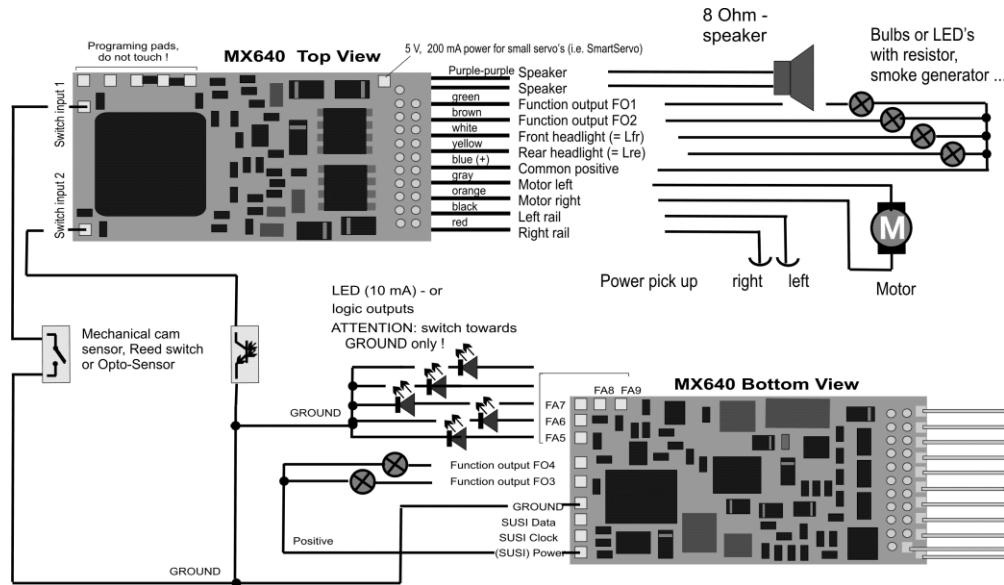 8 Ohm -
speaker
Bulbs or LED's
with resistor,
smoke generator ...
Programing pads,
do not touch !
MX640 Top View
5 V, 200 mA power for small servo's (i.e. SmartServo)
Switch input 1
Switch input 2
Purple-purple Speaker
Speaker
green Function output FO1
brown Function output FO2
white Front headlight (= Lfr)
yellow Rear headlight (= Lre)
blue (+) Common positive
gray Motor left
orange Motor right
black Left rail
red Right rail
M
Power pick up right left Motor
LED (10 mA) - or
logic outputs
ATTENTION: switch towards
GROUND only !
Mechanical cam
sensor, Reed switch
or Opto-Sensor
MX640 Bottom View
FA8 FA9
FA7
GROUND
FA6
FA5
Function output FO4
Function output FO3
GROUND
SUSI Data
SUSI Clock
Positive
(SUSI) Power
GROUND